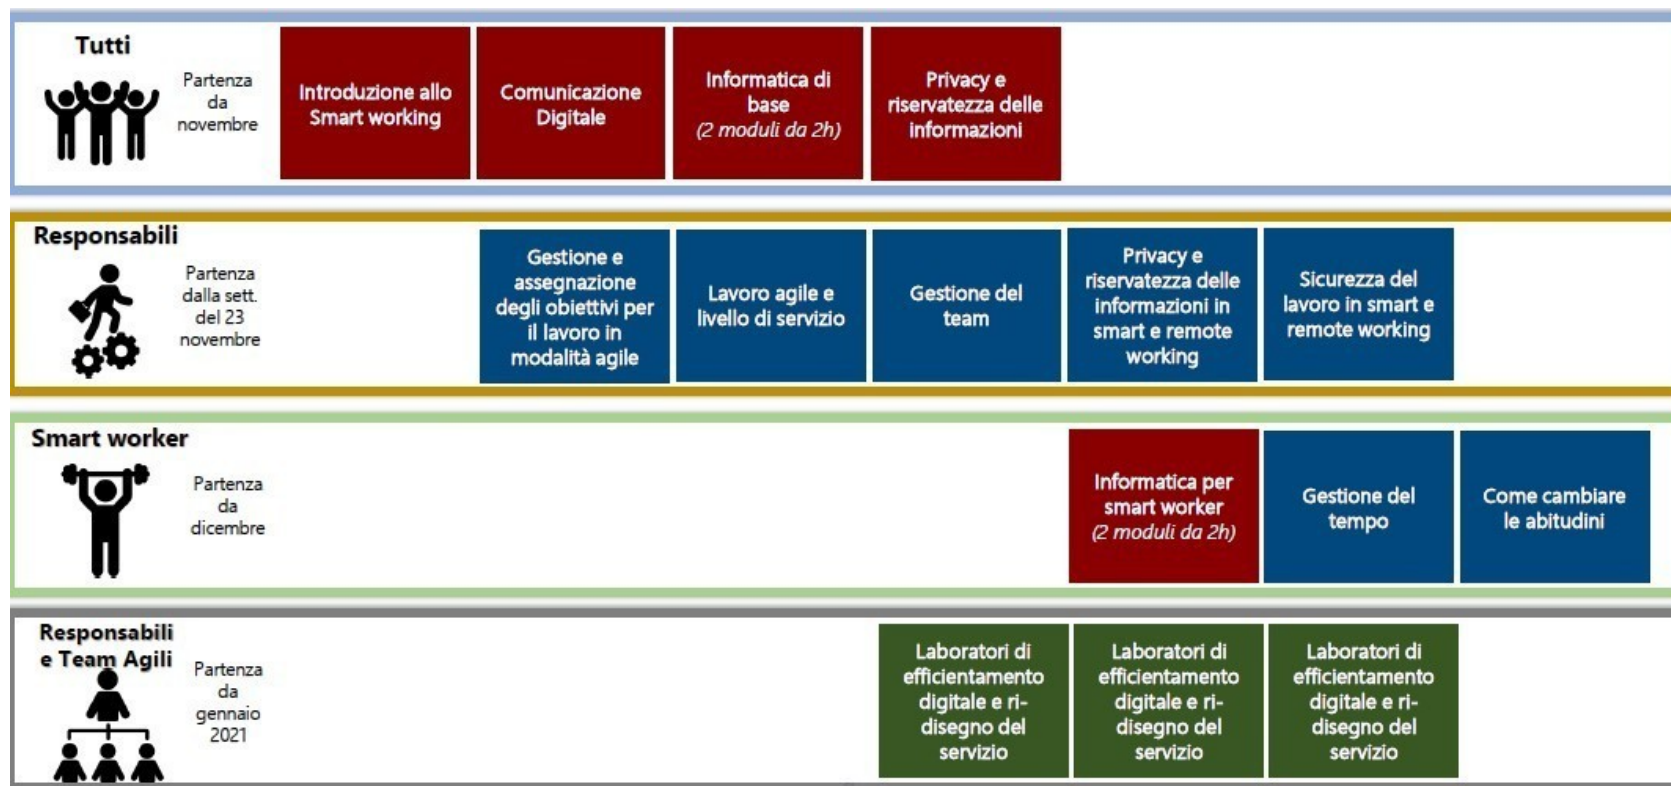 Tutti
Partenza
da
novembre
Introduzione allo
Smart working
Comunicazione
Digitale
Informatica di
base
(2 moduli da 2h)
Privacy e
riservatezza delle
informazioni
Responsabili
Partenza
dalla sett.
del 23
novembre
Gestione e
assegnazione
degli obiettivi per
il lavoro in
modalità agile
Lavoro agile e
livello di servizio
Gestione del
team
Privacy e
riservatezza delle
informazioni in
smart e remote
working
Sicurezza del
lavoro in smart e
remote working
Smart worker
Partenza
da
dicembre
Informatica per
smart worker
(2 moduli da 2h)
Gestione del
tempo
Come cambiare
le abitudini
Responsabili
e Team Agili
Partenza
da
gennaio
2021
Laboratori di
efficientamento
digitale e ri-
disegno del
servizio
Laboratori di
efficientamento
digitale e ri-
disegno del
servizio
Laboratori di
efficientamento
digitale e ri-
disegno del
servizio